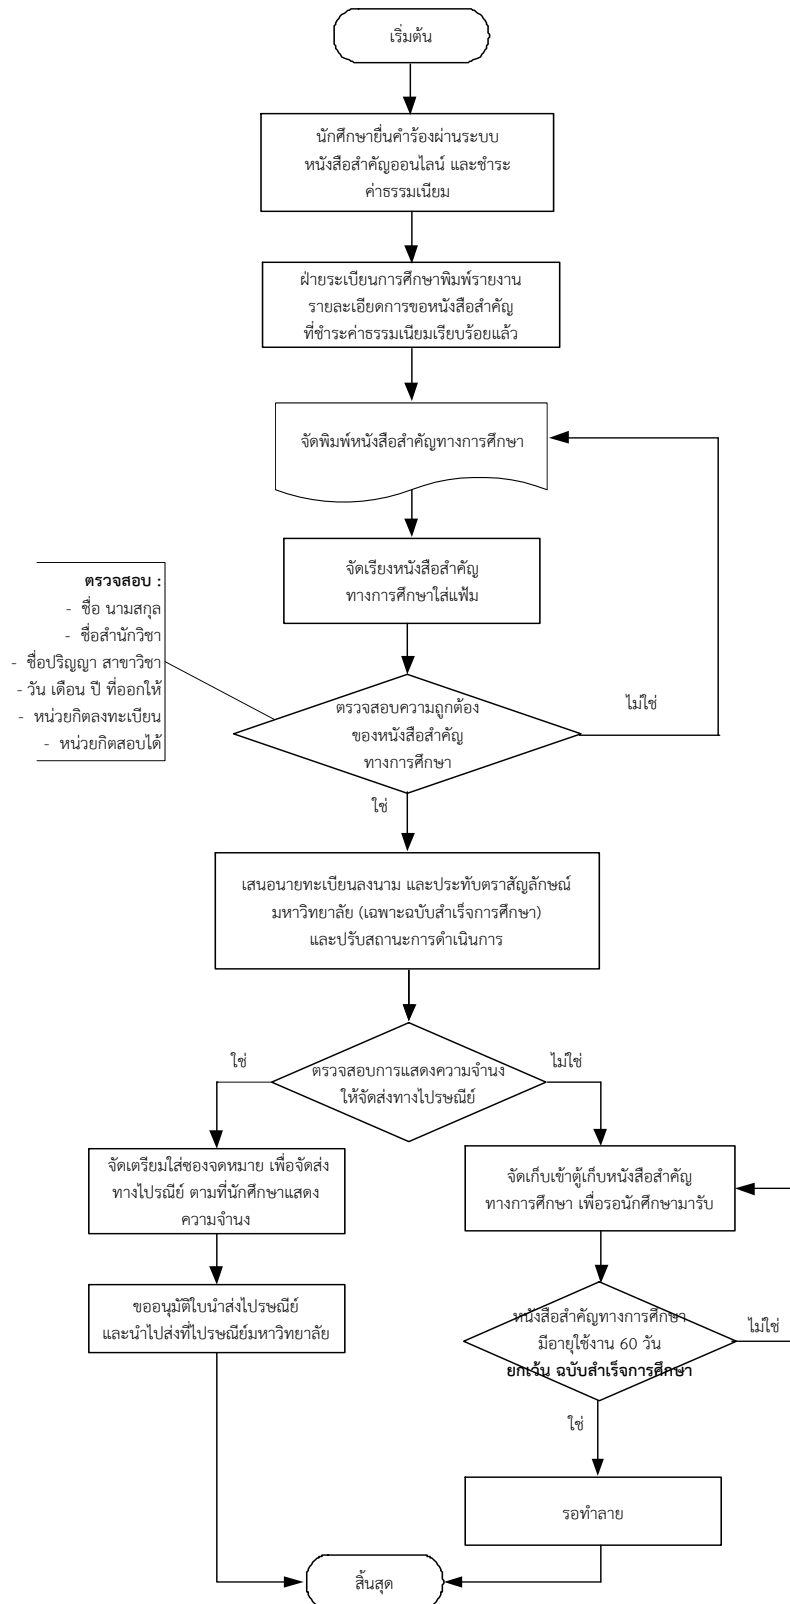 เริ่มต้น
นักศึกษายื่นคำร้องผ่านระบบ
หนังสือสำคัญออนไลน์ และชำระ
ค่าธรรมเนียม
ฝ่ายระเบียนการศึกษาพิมพ์รายงาน
รายละเอียดการขอหนังสือสำคัญ
ที่ชำระค่าธรรมเนียมเรียบร้อยแล้ว
จัดพิมพ์หนังสือสำคัญทางการศึกษา
จัดเรียงหนังสือสำคัญ
ทางการศึกษาใส่แฟ้ม
ตรวจสอบ :
- ชื่อ นามสกุล
- ชื่อสำนักวิชา
- ชื่อปริญญา สาขาวิชา
- วัน เดือน ปี ที่ออกให้
- หน่วยกิตลงทะเบียน
- หน่วยกิตสอบได้
ตรวจสอบความถูกต้อง
ของหนังสือสำคัญ
ทางการศึกษา
ไม่ใช่
ใช่
เสนอนายทะเบียนลงนาม และประทับตราสัญลักษณ์
มหาวิทยาลัย (เฉพาะฉบับสำเร็จการศึกษา)
และปรับสถานะการดำเนินการ
ใช่
ไม่ใช่
ตรวจสอบการแสดงความจำนง
ให้จัดส่งทางไปรษณีย์
จัดเตรียมใส่ซองจดหมาย เพื่อจัดส่ง
ทางไปรณีย์ ตามที่นักศึกษาแสดง
ความจำนง
จัดเก็บเข้าตู้เก็บหนังสือสำคัญ
ทางการศึกษา เพื่อรอนักศึกษามารับ
ขออนุมัติใบนำส่งไปรษณีย์
และนำไปส่งที่ไปรษณีย์มหาวิทยาลัย
หนังสือสำคัญทางการศึกษา
มีอายุใช้งาน 60 วัน
ยกเว้น ฉบับสำเร็จการศึกษา
ไม่ใช่
ใช่
รอทำลาย
สิ้นสุด